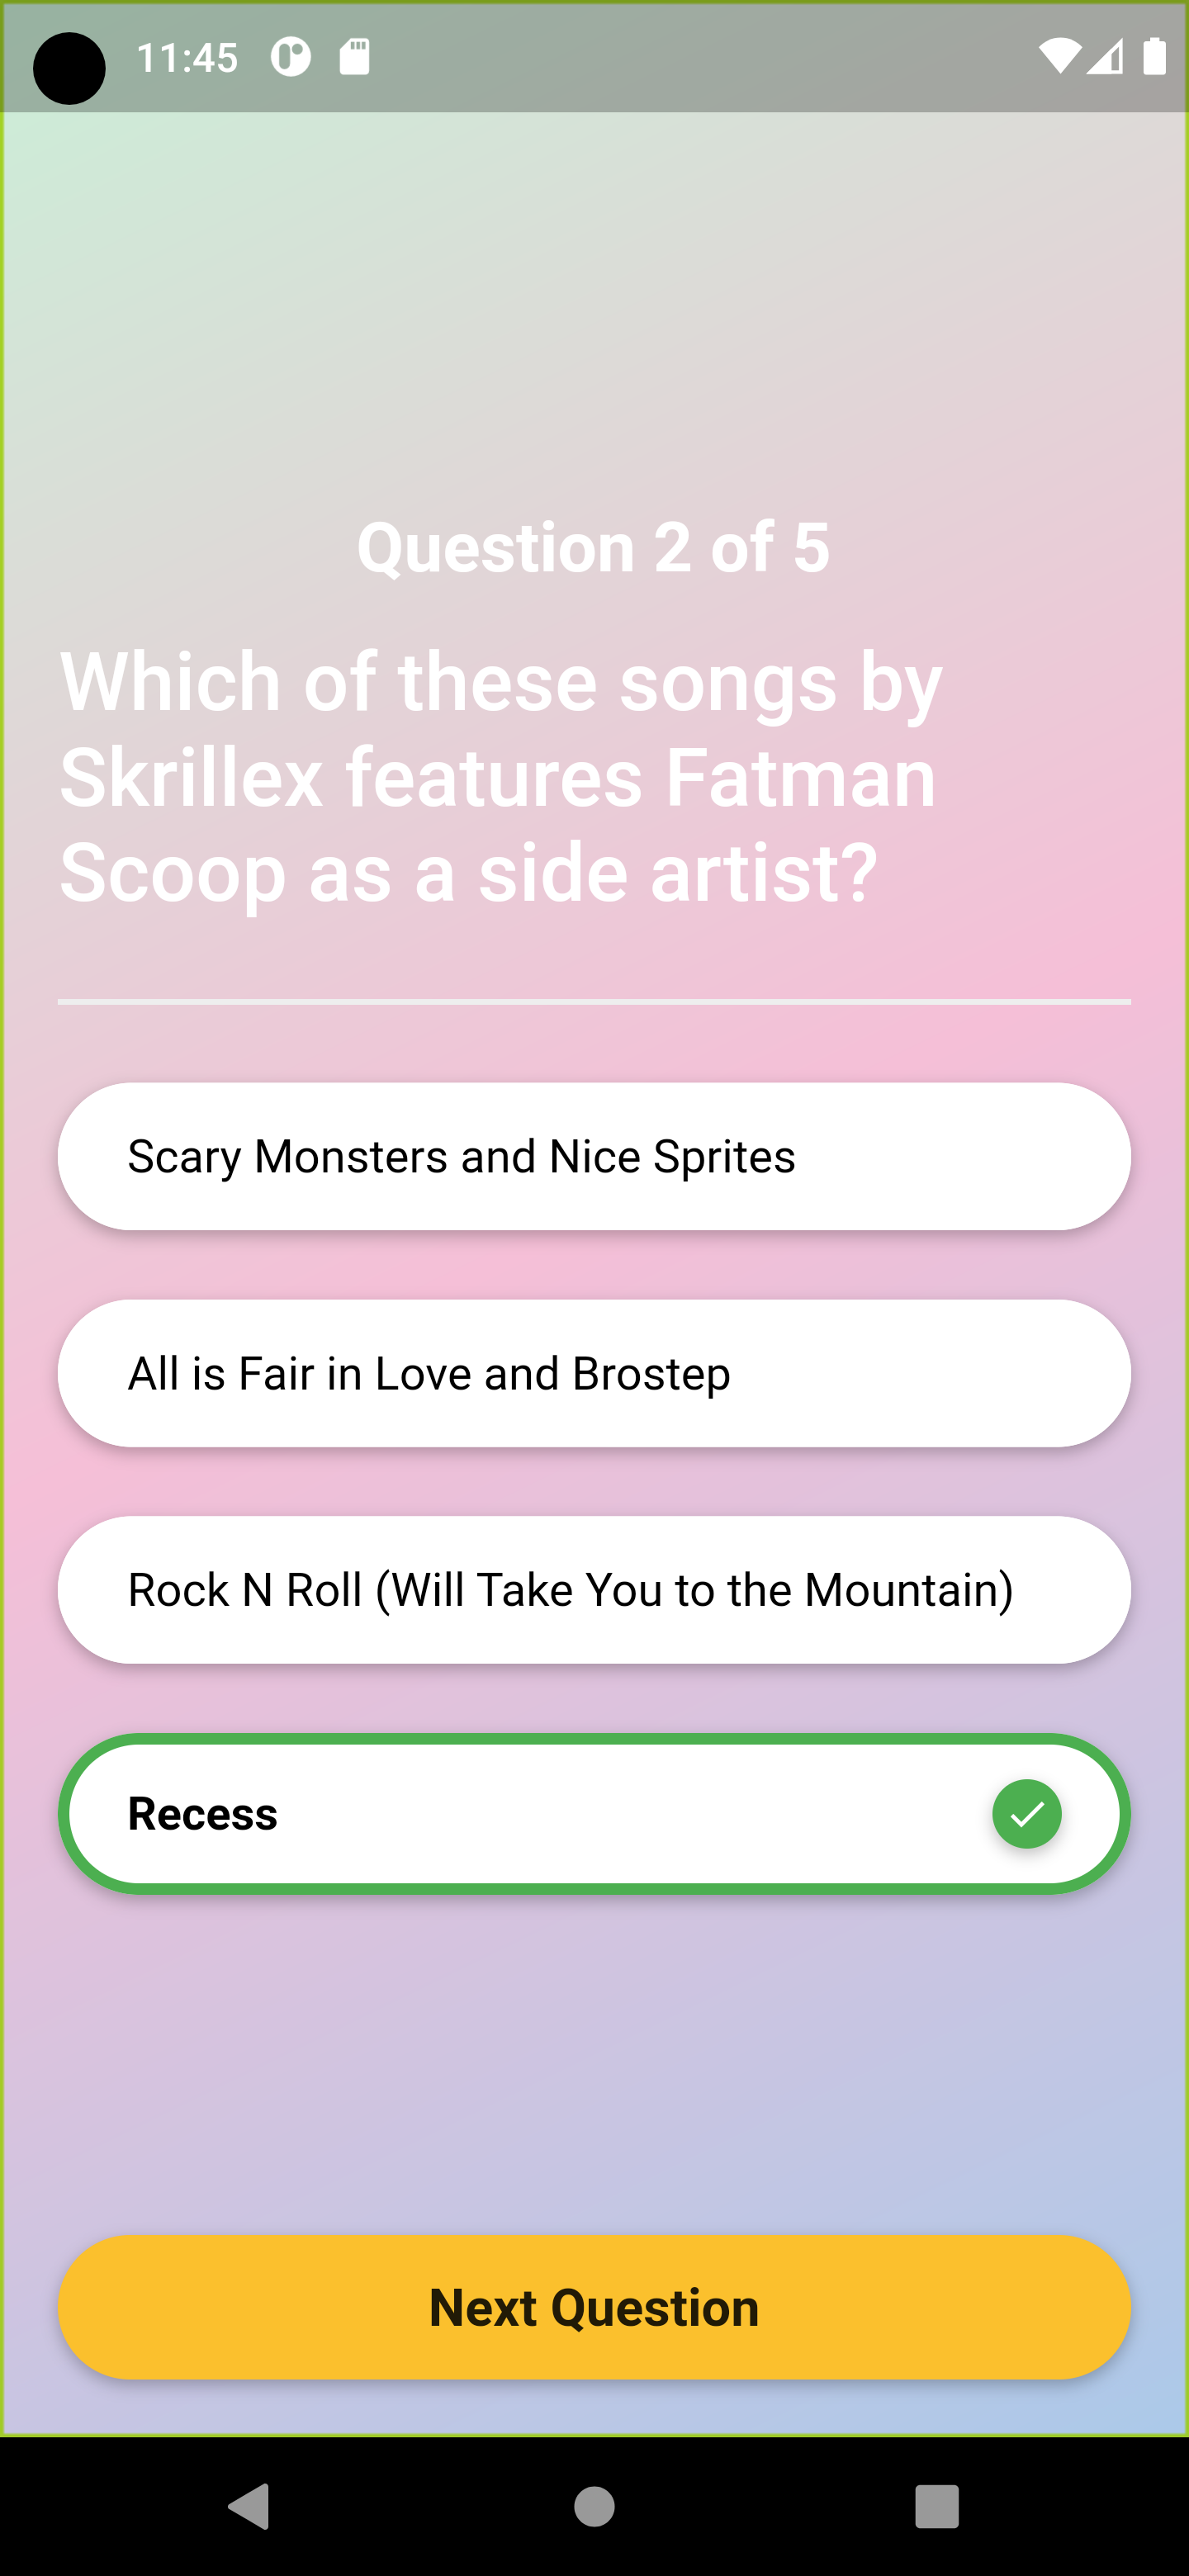 11:45
Question 2 of 5
Which of these songs by
Skrillex features Fatman
Scoop as a side artist?
Scary Monsters and Nice Sprites
All is Fair in Love and Brostep
Rock N Roll (Will Take You to the Mountain)
Recess
Next Question